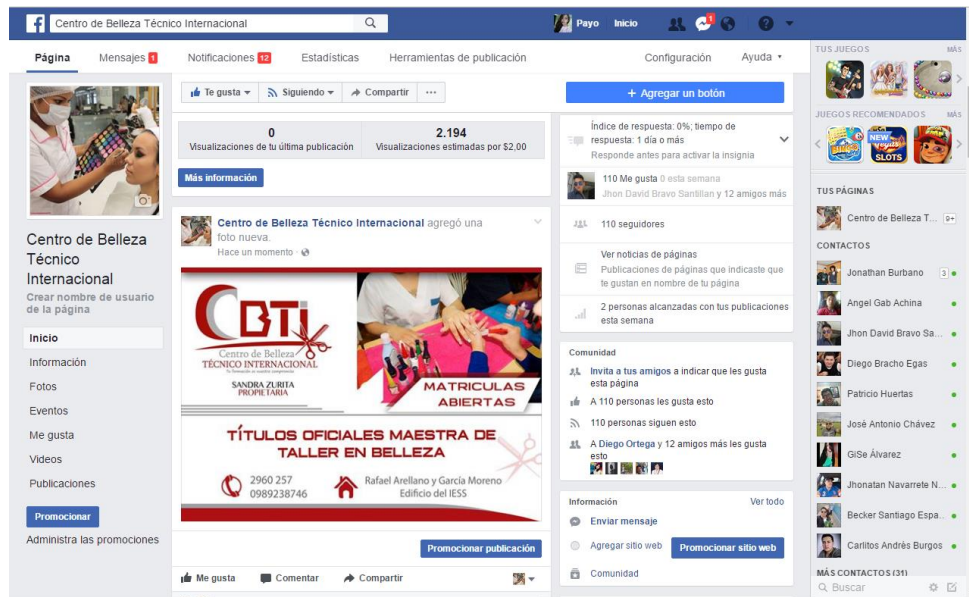 Centro de Belleza Técnico Internacional
Payo Inicio 1
Página Mensajes 1 Notificaciones 12 Estadísticas Herramientas de publicación Configuración Ayuda
Centro de Belleza
Técnico
Internacional
Crear nombre de usuario
de la página
Inicio
Información
Fotos
Eventos
Me gusta
Videos
Publicaciones
Promocionar
Administra las promociones
Te gusta Siguiendo Compartir ...
0
Visualizaciones de tu última publicación
2.194
Visualizaciones estimadas por $2,00
Más información
Centro de Belleza Técnico Internacional agregó una
foto nueva.
Hace un momento ·
CBTi
Centro de Belleza
TÉCNICO INTERNACIONAL
SANDRA ZURITA
PROPIETARIA
MATRICULAS
ABIERTAS
TÍTULOS OFICIALES MAESTRA DE
TALLER EN BELLEZA
2960 257
0989238746
Rafael Arellano y García Moreno
Edificio del IESS
Promocionar publicación
Me gusta Comentar Compartir
+ Agregar un botón
Índice de respuesta: 0%; tiempo de
respuesta: 1 día o más
Responde antes para activar la insignia
110 Me gusta 0 esta semana
Jhon David Bravo Santillan y 12 amigos más
110 seguidores
Ver noticias de páginas
Publicaciones de páginas que indicaste que
te gustan en nombre de tu página
2 personas alcanzadas con tus publicaciones
esta semana
Comunidad
Invita a tus amigos a indicar que les gusta
esta página
A 110 personas les gusta esto
110 personas siguen esto
A Diego Ortega y 12 amigos más les gusta
esto
Información Ver todo
Enviar mensaje
Agregar sitio web Promocionar sitio web
Comunidad
TUS JUEGOS MÁS
JUEGOS RECOMENDADOS MÁS
NEW
SLOTS
TUS PÁGINAS
Centro de Belleza T... 9+
CONTACTOS
Jonathan Burbano 3
Angel Gab Achina
Jhon David Bravo Sa...
Diego Bracho Egas
Patricio Huertas
José Antonio Chávez
GiSe Álvarez
Jhonatan Navarrete N...
Becker Santiago Espa...
Carlitos Andrès Burgos
MÁS CONTACTOS (31)
Buscar